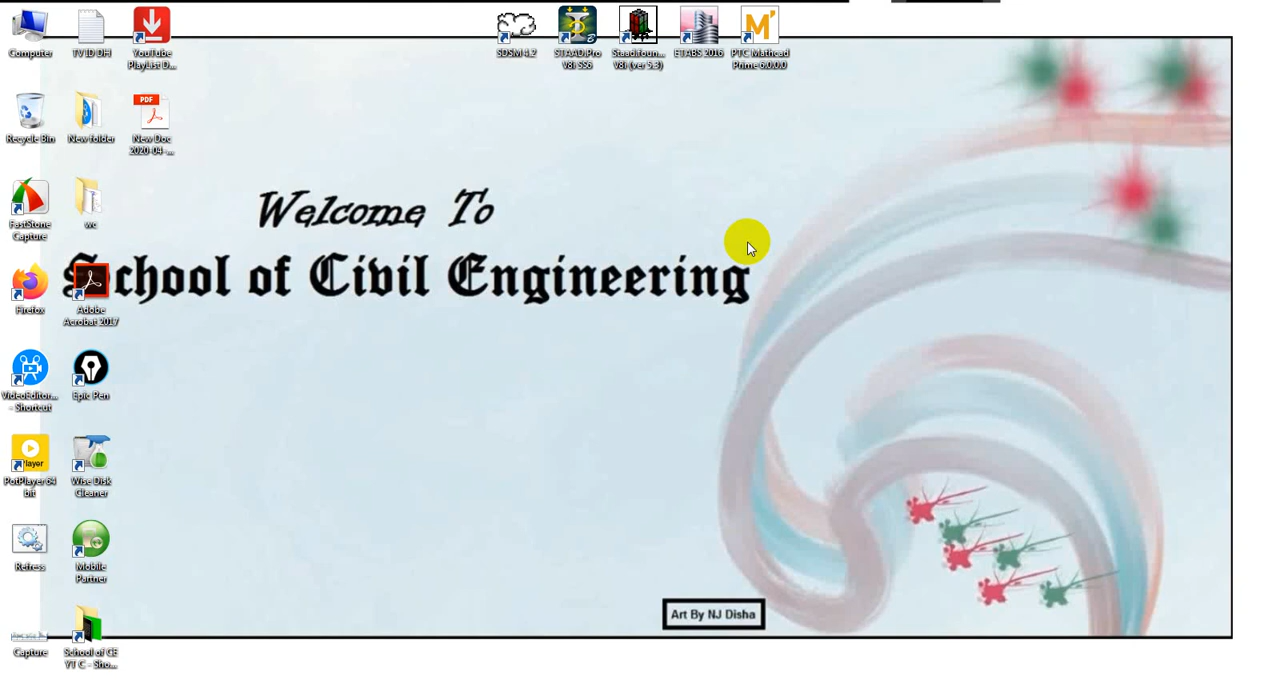 Computer
TV ID DH
YouTube
PlayList D...
SDSM 4.2
STAAD.Pro
V8i SS6
Staadfoun...
V8i (ver 5.3)
ETABS 2016
PTC Mathcad
Prime 6.0.0.0
Recycle Bin
New folder
PDF
New Doc
2020-04-...
FastStone
Capture
wc
Welcome To
School of Civil Engineering
Firefox
Adobe
Acrobat 2017
VideoEditor...
- Shortcut
Epic Pen
Player
PotPlayer 64
bit
Wise Disk
Cleaner
Refress
Mobile
Partner
Art By NJ Disha
Capture
School of CE
YT C - Sho...